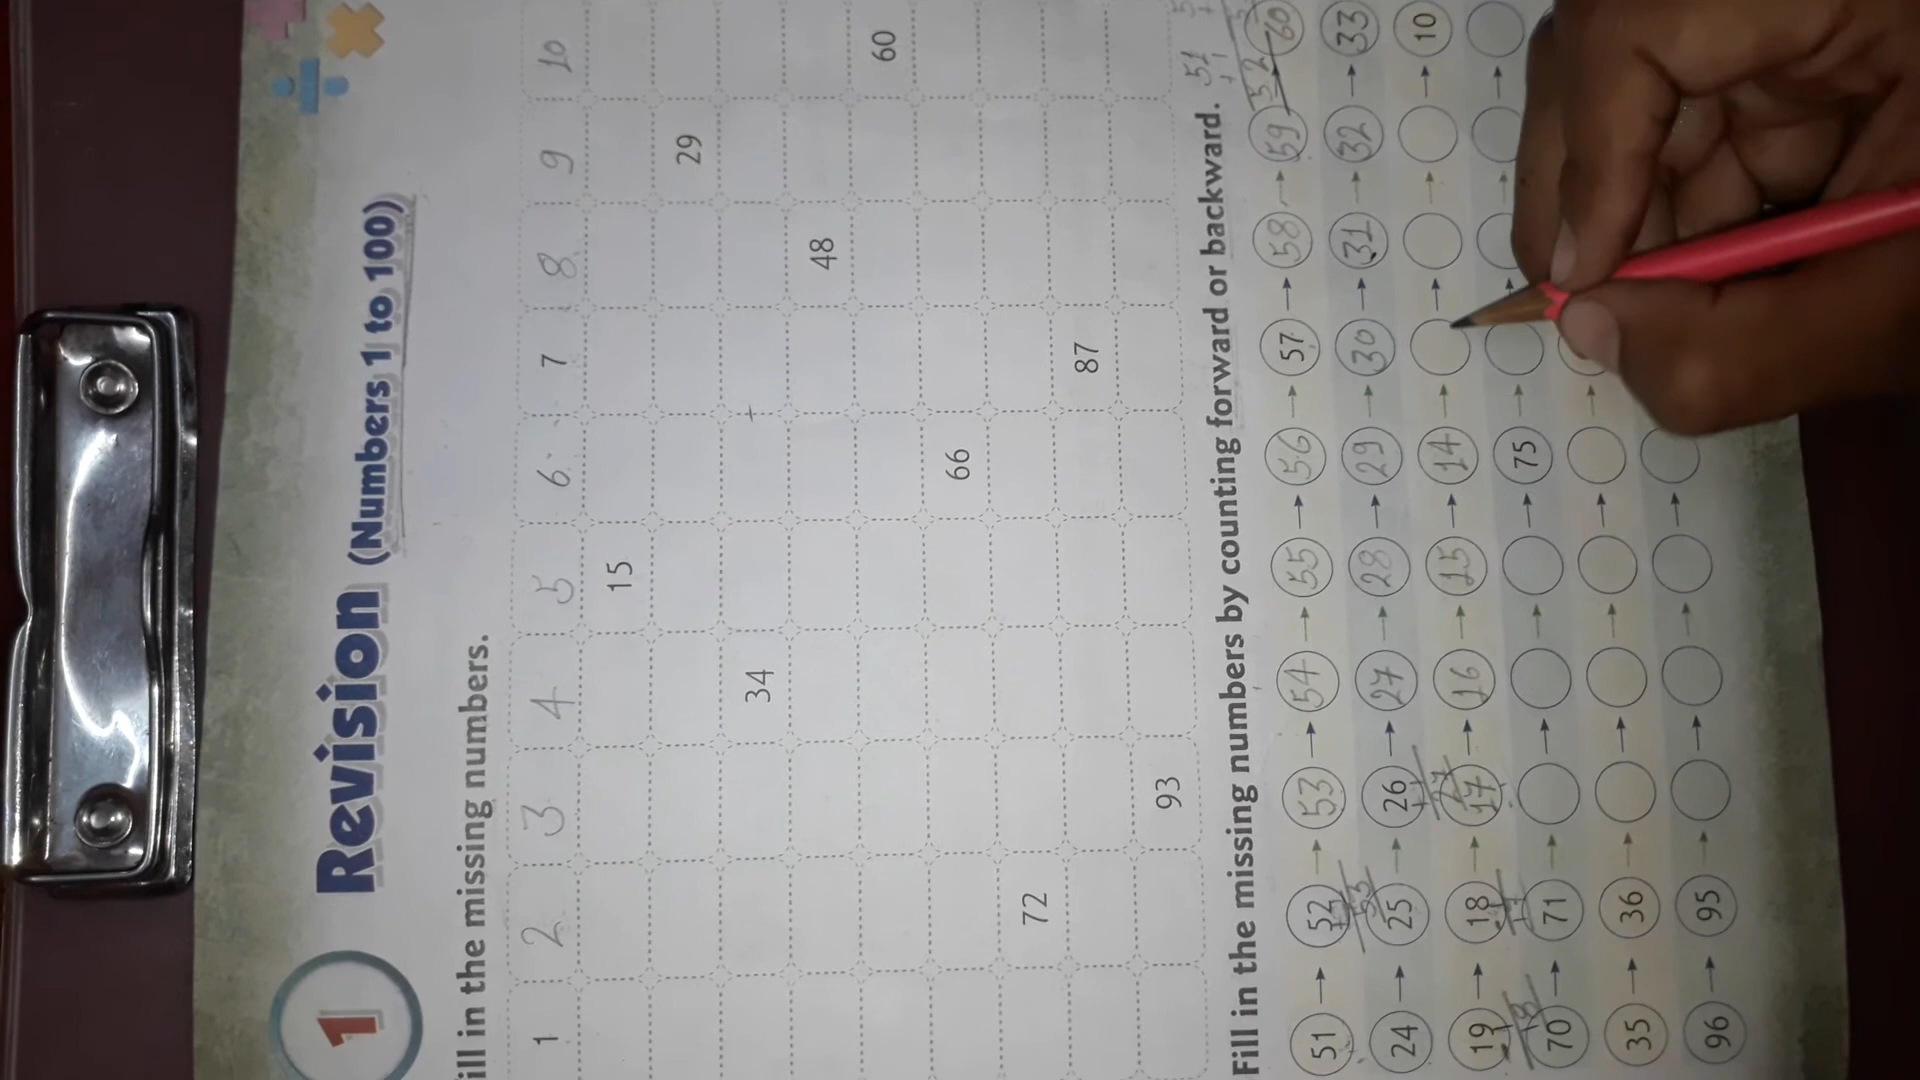 1 Revision (Numbers 1 to 100)
ill in the missing numbers.
1 2 3 4 5 6 7 8 9 10
15
29
34
48
60
66
72
87
93
Fill in the missing numbers by counting forward or backward. 51
51 → 52 → 53 → 54 → 55 → 56 → 57 → 58 → 59 → 60
24 → 25 → 26 → 27 → 28 → 29 → 30 → 31 → 32 → 33
19 → 18 → 17 → 16 → 15 → 14 → → → → 10
70 → 71 → → → → 75 → → → →
35 → 36 → → → → →
96 → 95 → → → →